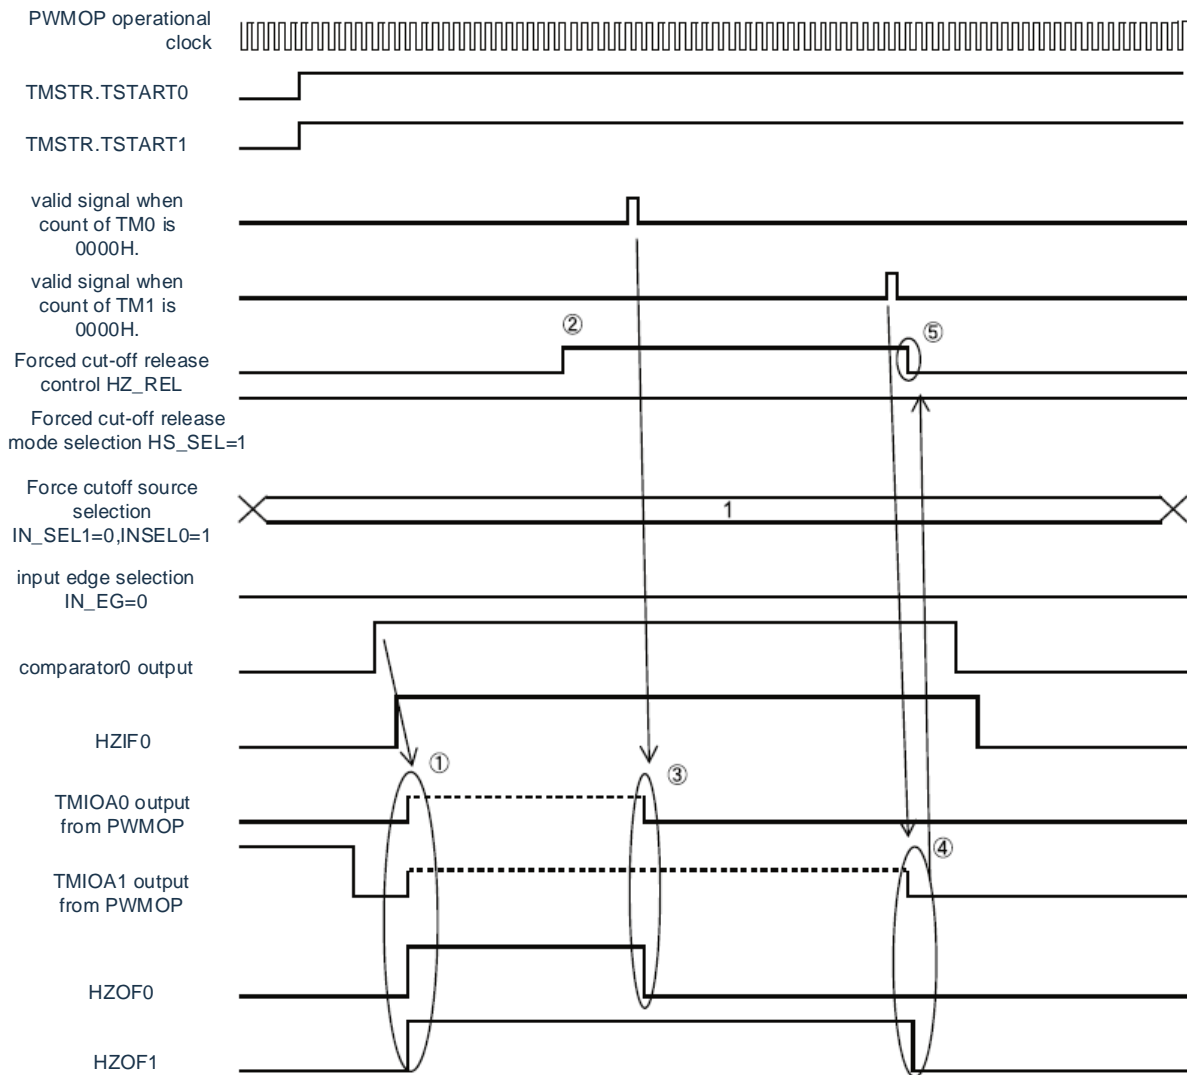 PWMOP operational
clock
TMSTR.TSTART0
TMSTR.TSTART1
valid signal when
count of TM0 is
0000H.
valid signal when
count of TM1 is
0000H.
②
⑤
Forced cut-off release
control HZ_REL
Forced cut-off release
mode selection HS_SEL=1
Force cutoff source
selection
IN_SEL1=0,INSEL0=1
1
input edge selection
IN_EG=0
comparator0 output
HZIF0
①
③
TMIOA0 output
from PWMOP
④
TMIOA1 output
from PWMOP
HZOF0
HZOF1